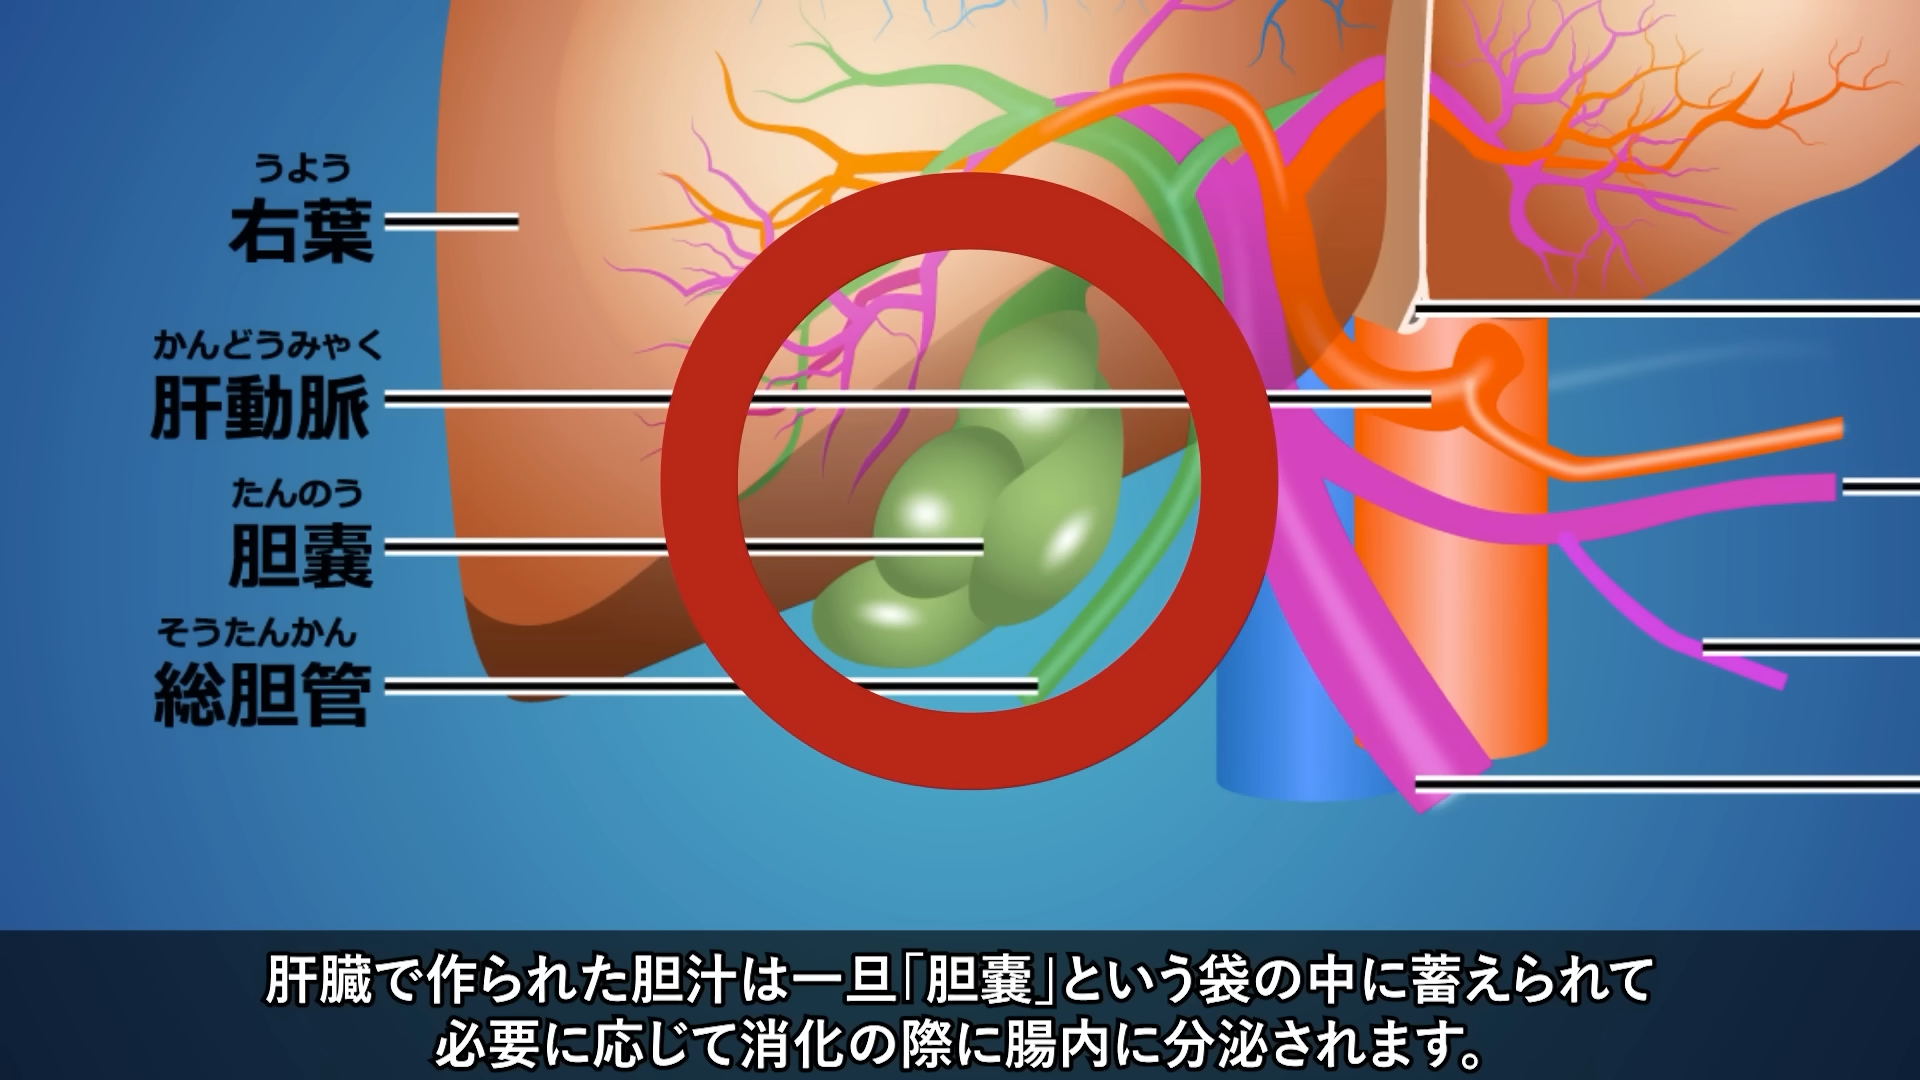 うよう
右葉
かんどうみゃく
肝動脈
たんのう
胆嚢
そうたんかん
総胆管
肝臓で作られた胆汁は一旦「胆嚢」という袋の中に蓄えられて
必要に応じて消化の際に腸内に分泌されます。